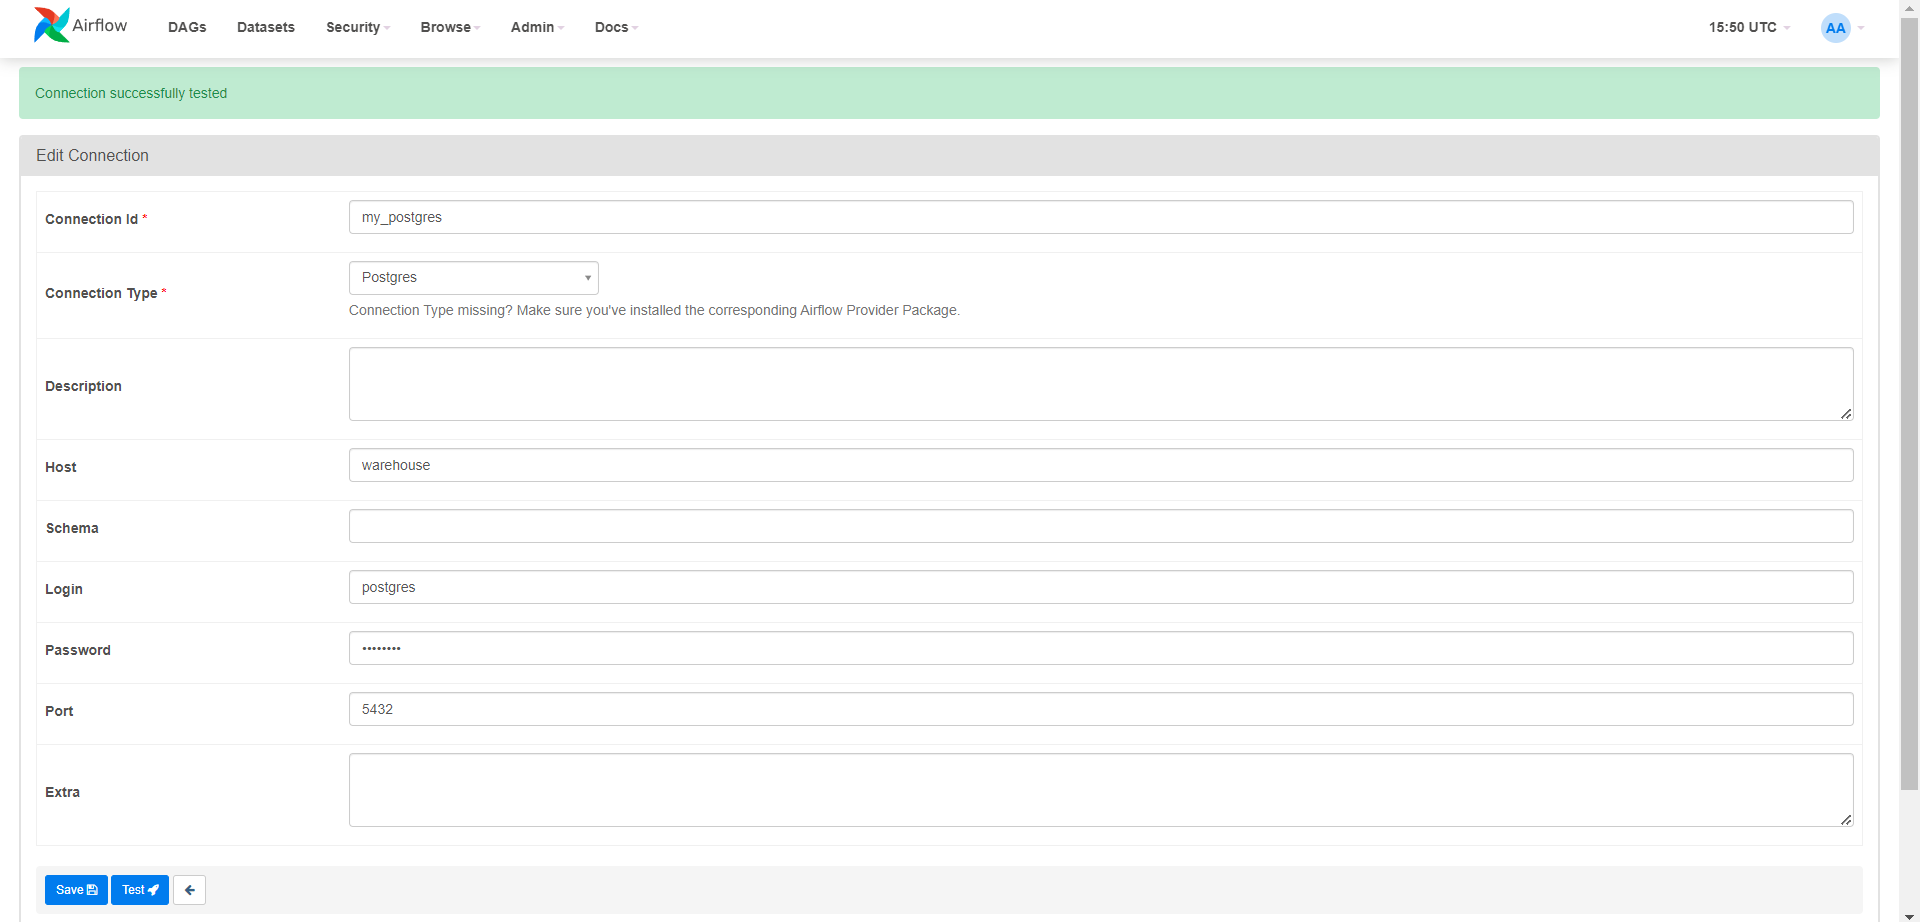 Airflow DAGs Datasets Security Browse Admin Docs 15:50 UTC AA
Connection successfully tested
Edit Connection
Connection Id * my_postgres
Connection Type * Postgres
Connection Type missing? Make sure you've installed the corresponding Airflow Provider Package.
Description
Host warehouse
Schema
Login postgres
Password ••••••••
Port 5432
Extra
Save Test